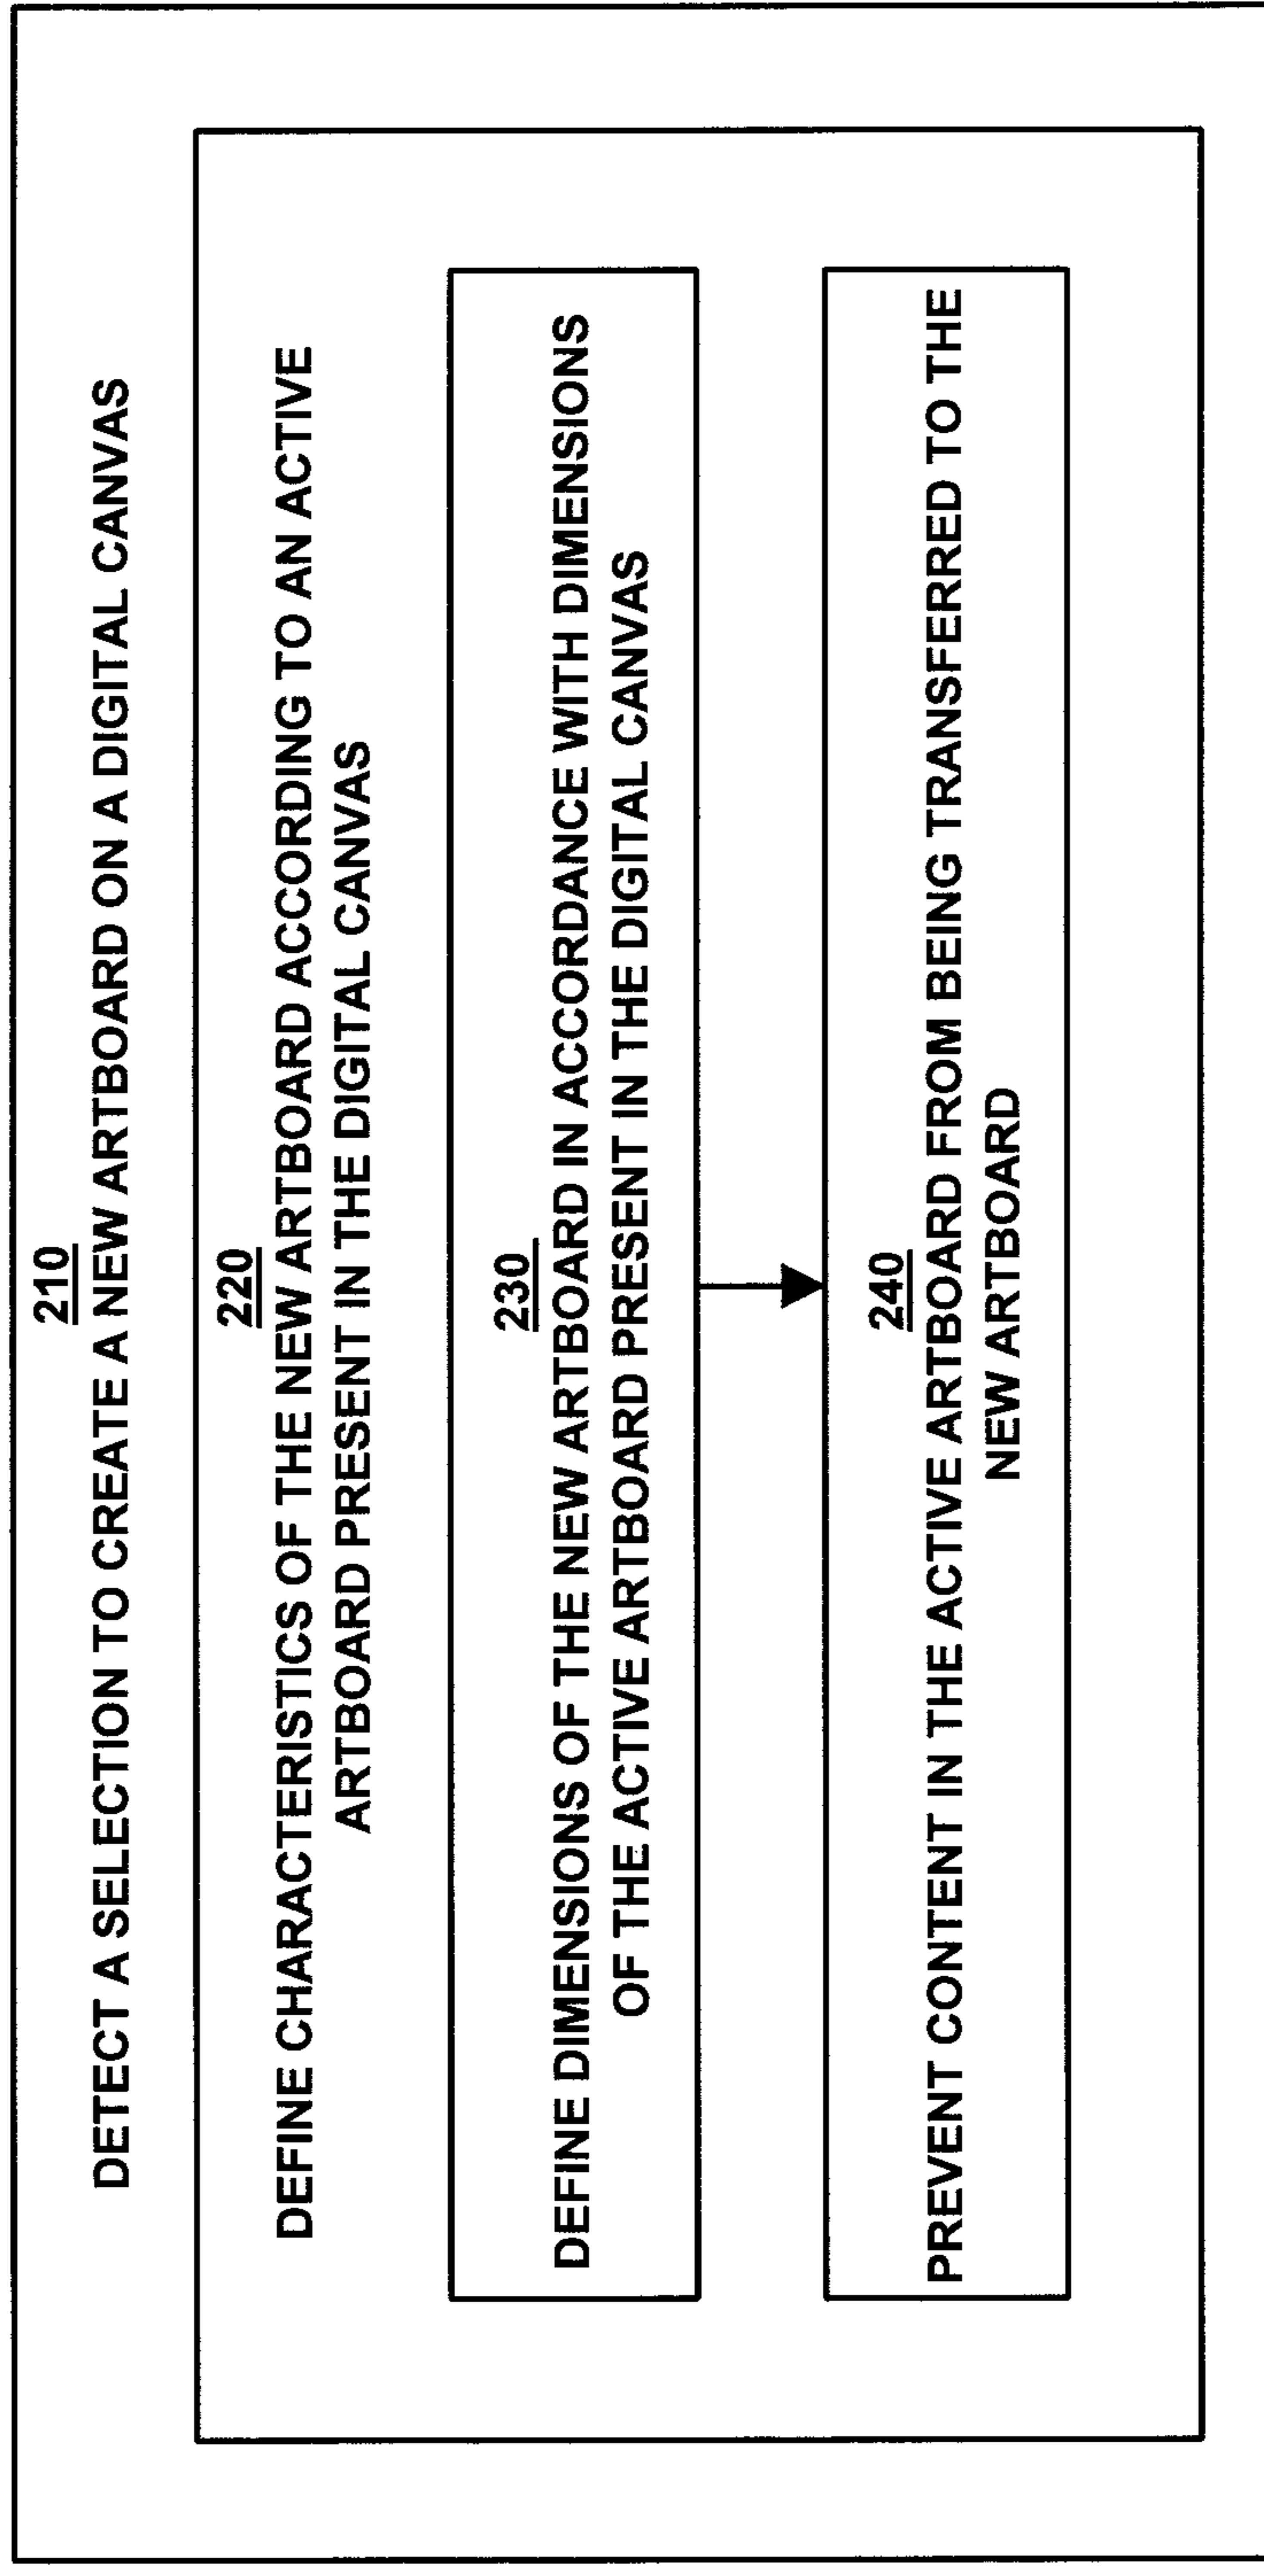 210
DETECT A SELECTION TO CREATE A NEW ARTBOARD ON A DIGITAL CANVAS
220
DEFINE CHARACTERISTICS OF THE NEW ARTBOARD ACCORDING TO AN ACTIVE
ARTBOARD PRESENT IN THE DIGITAL CANVAS
230
DEFINE DIMENSIONS OF THE NEW ARTBOARD IN ACCORDANCE WITH DIMENSIONS
OF THE ACTIVE ARTBOARD PRESENT IN THE DIGITAL CANVAS
240
PREVENT CONTENT IN THE ACTIVE ARTBOARD FROM BEING TRANSFERRED TO THE
NEW ARTBOARD